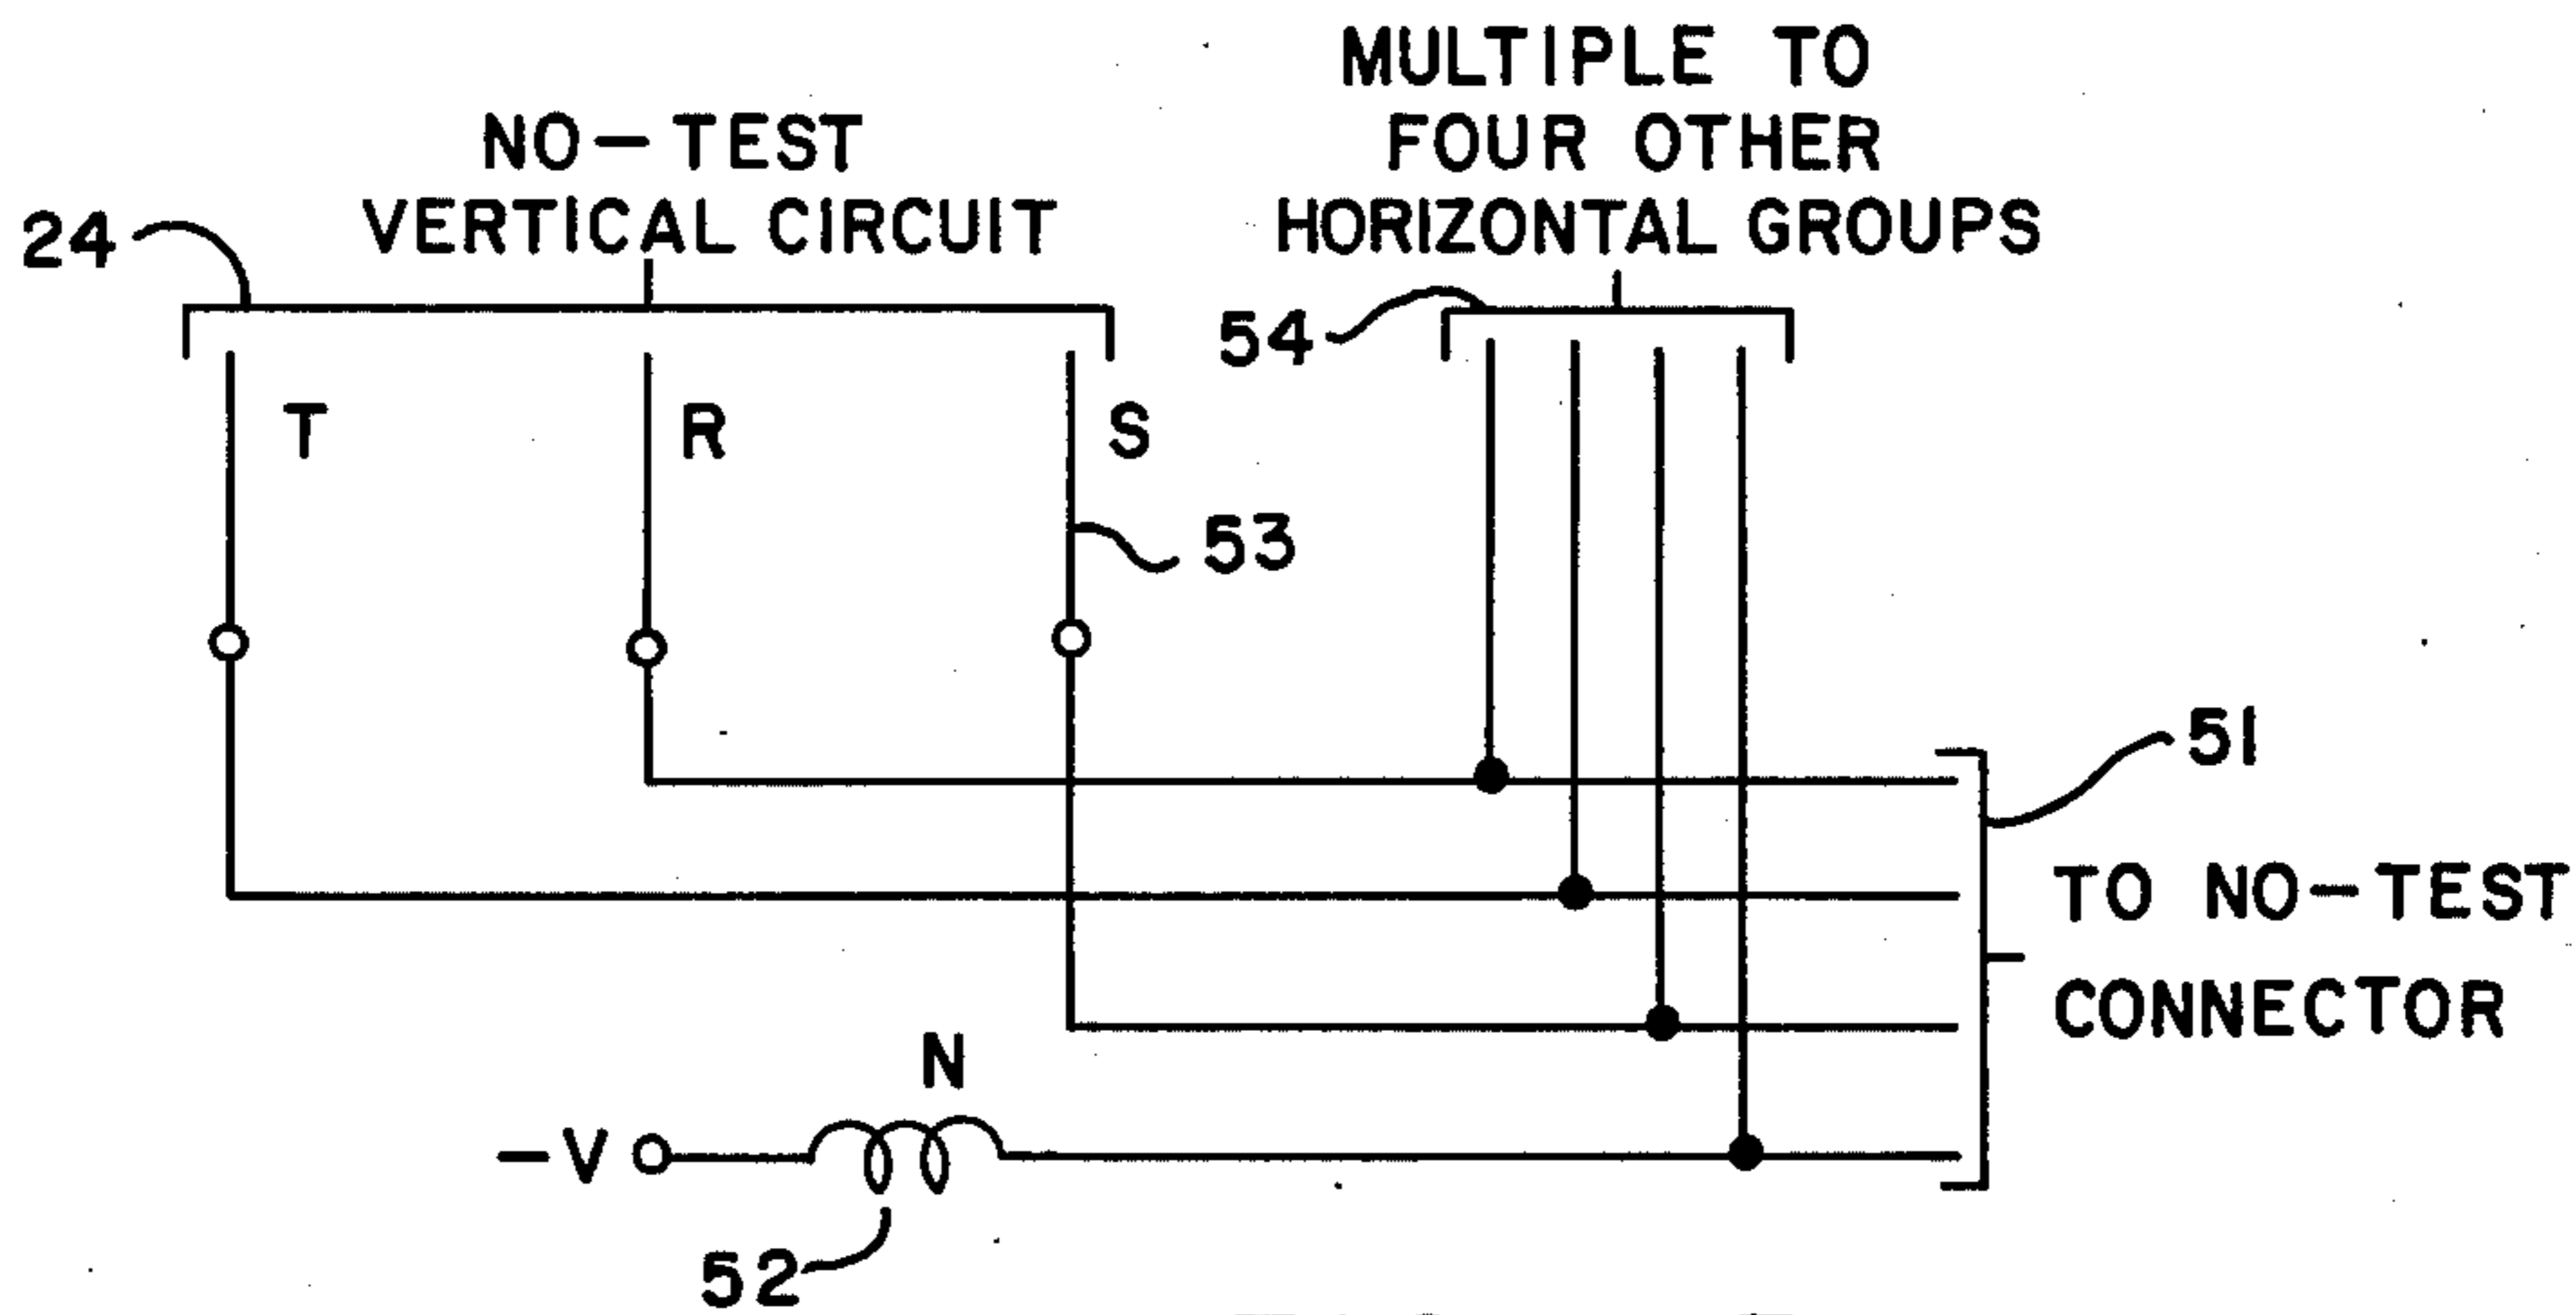 MULTIPLE TO
FOUR OTHER
HORIZONTAL GROUPS
NO-TEST
VERTICAL CIRCUIT
24
54
T
R
S
53
51
TO NO-TEST
CONNECTOR
N
-V
52